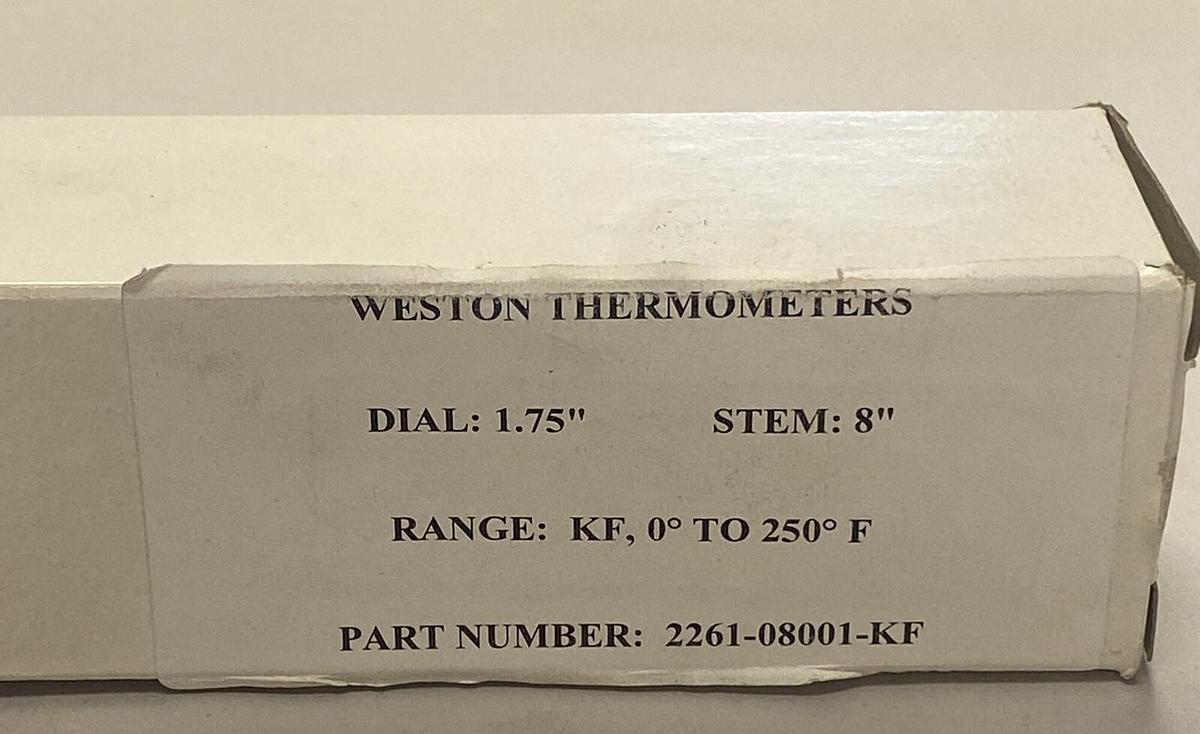 WESTON THERMOMETERS
DIAL: 1.75" STEM: 8"
RANGE: KF, 0° TO 250° F
PART NUMBER: 2261-08001-KF